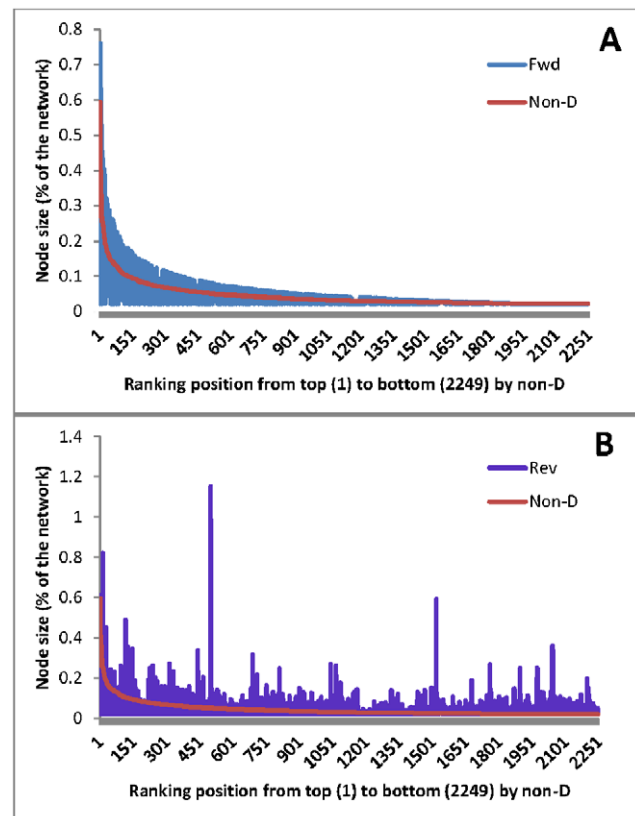 A
0.8
0.7
0.6
0.5
0.4
0.3
0.2
0.1
0
Node size (% of the network)
Fwd
Non-D
1 151 301 451 601 751 901 1051 1201 1351 1501 1651 1801 1951 2101 2251
Ranking position from top (1) to bottom (2249) by non-D
B
1.4
1.2
1
0.8
0.6
0.4
0.2
0
Node size (% of the network)
Rev
Non-D
1 151 301 451 601 751 901 1051 1201 1351 1501 1651 1801 1951 2101 2251
Ranking position from top (1) to bottom (2249) by non-D